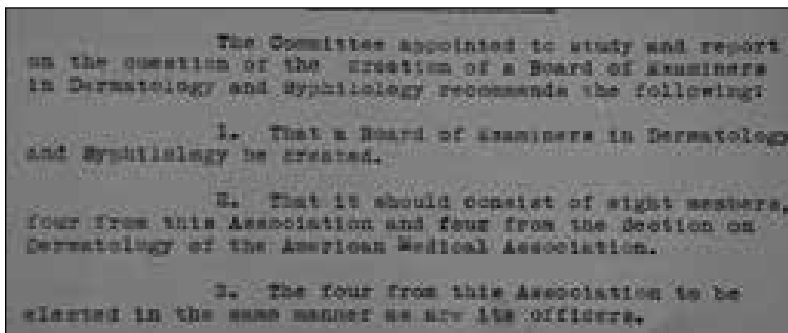 The Committee appointed to study and report
on the question of the creation of a Board of Examiners
in Dermatology and Syphilology recommends the following:
1. That a Board of Examiners in Dermatology
and Syphilology be created.
2. That it should consist of eight members,
four from this Association and four from the Section on
Dermatology of the American Medical Association.
3. The four from this Association to be
elected in the same manner as are its officers.